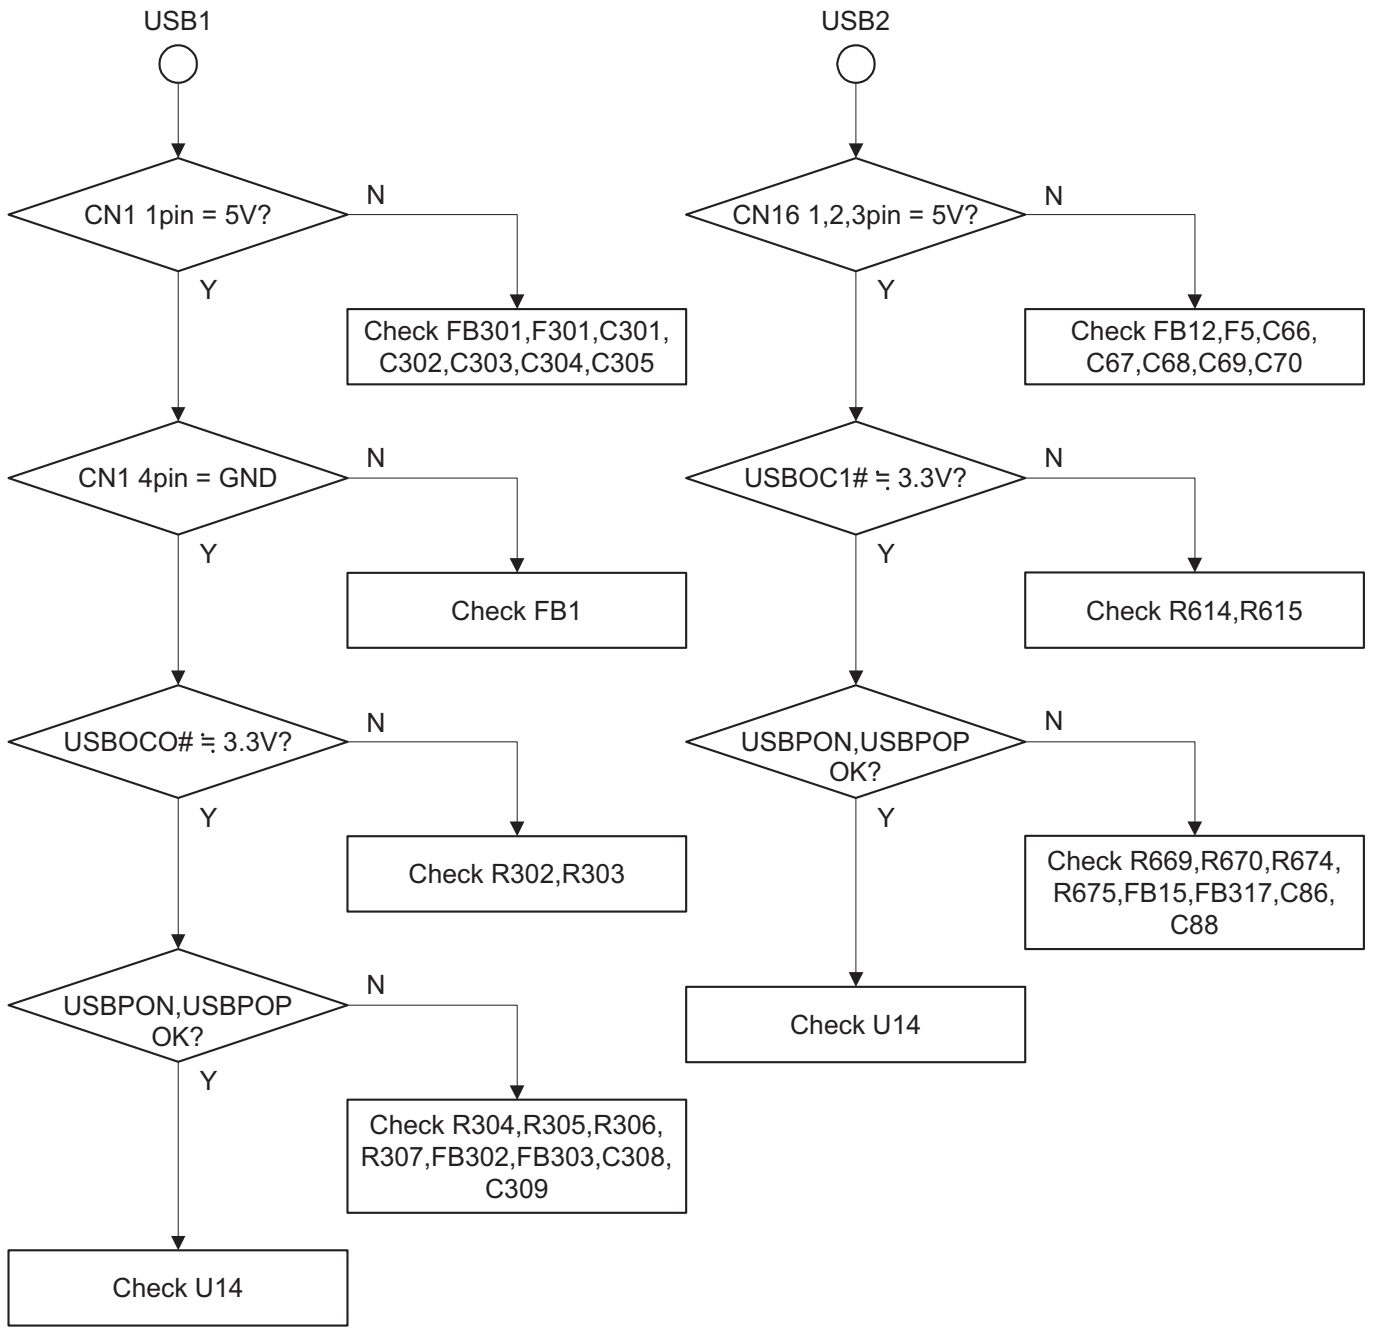 USB1
CN1 1pin = 5V?
N
Y
Check FB301,F301,C301,
C302,C303,C304,C305
CN1 4pin = GND
N
Y
Check FB1
USBOCO# ≒ 3.3V?
N
Y
Check R302,R303
USBPON,USBPOP
OK?
N
Y
Check R304,R305,R306,
R307,FB302,FB303,C308,
C309
Check U14
USB2
CN16 1,2,3pin = 5V?
N
Y
Check FB12,F5,C66,
C67,C68,C69,C70
USBOC1# ≒ 3.3V?
N
Y
Check R614,R615
USBPON,USBPOP
OK?
N
Y
Check R669,R670,R674,
R675,FB15,FB317,C86,
C88
Check U14